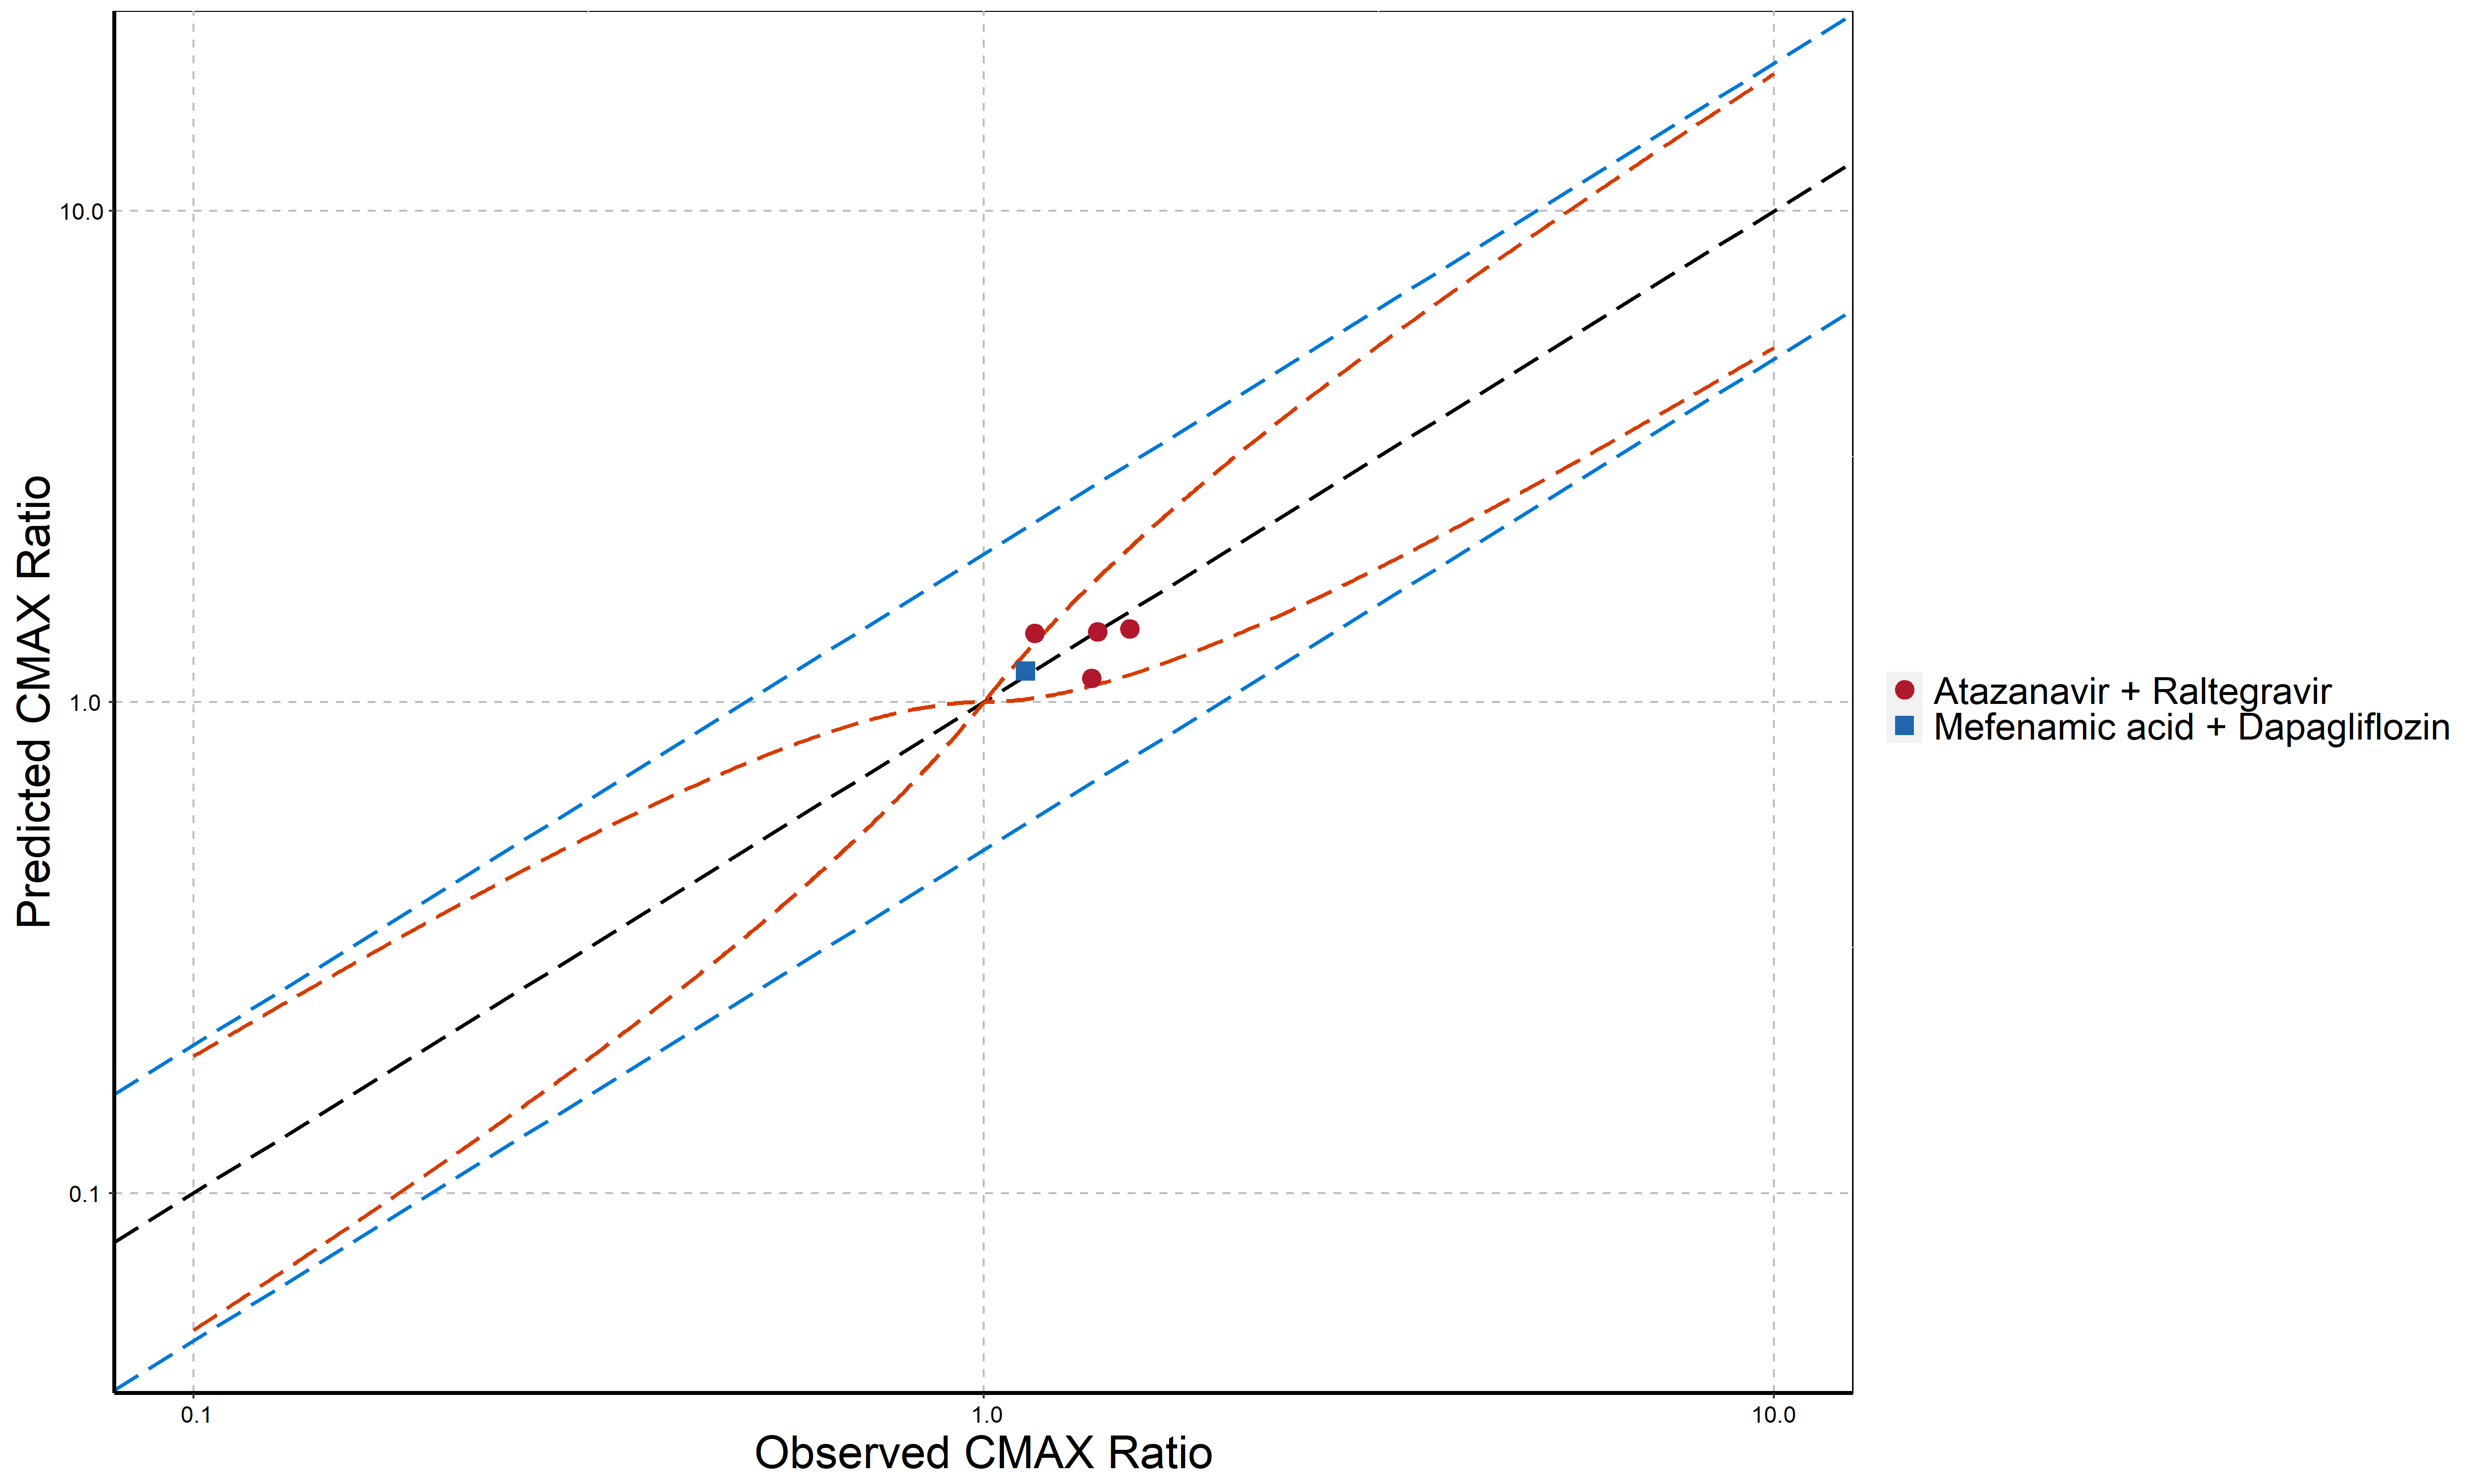 Predicted CMAX Ratio
10.0
1.0
0.1
0.1
1.0
10.0
Observed CMAX Ratio
Atazanavir + Raltegravir
Mefenamic acid + Dapagliflozin